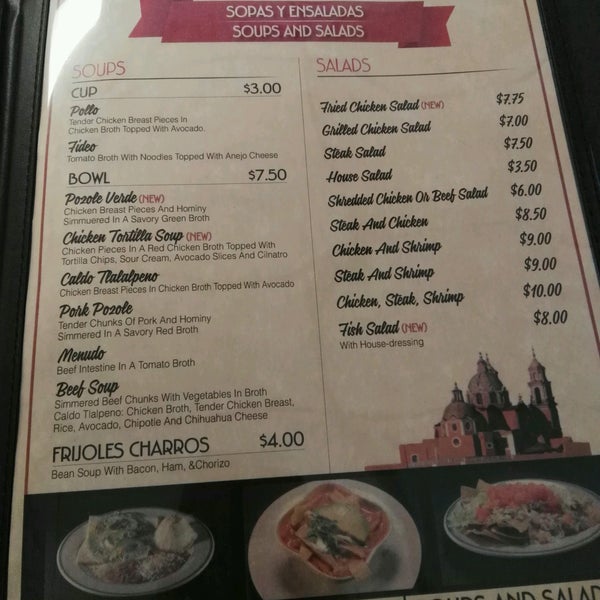 SOPAS Y ENSALADAS
SOUPS AND SALADS
SOUPS
CUP $3.00
Pollo
Tender Chicken Breast Pieces In
Chicken Broth Topped With Avocado.
Fideo
Tomato Broth With Noodles Topped With Anejo Cheese
BOWL $7.50
Pozole Verde (NEW)
Chicken Breast Pieces And Hominy
Simmuered In A Savory Green Broth
Chicken Tortilla Soup (NEW)
Chicken Pieces In A Red Chicken Broth Topped With
Tortilla Chips, Sour Cream, Avocado Slices And Cilnatro
Caldo Tlalalpeno
Chicken Breast Pieces In Chicken Broth Topped With Avocado
Pork Pozole
Tender Chunks Of Pork And Hominy
Simmered In A Savory Red Broth
Menudo
Beef Intestine In A Tomato Broth
Beef Soup
Simmered Beef Chunks With Vegetables In Broth
Caldo Tlalpeno: Chicken Broth, Tender Chicken Breast,
Rice, Avocado, Chipotle And Chihuahua Cheese
FRIJOLES CHARROS $4.00
Bean Soup With Bacon, Ham, &Chorizo
SALADS
Fried Chicken Salad (NEW) $7.75
Grilled Chicken Salad $7.00
Steak Salad $7.50
House Salad $3.50
Shredded Chicken Or Beef Salad $6.00
Steak And Chicken $8.50
Chicken And Shrimp $9.00
Steak And Shrimp $9.00
Chicken, Steak, Shrimp $10.00
Fish Salad (NEW) $8.00
With House-dressing